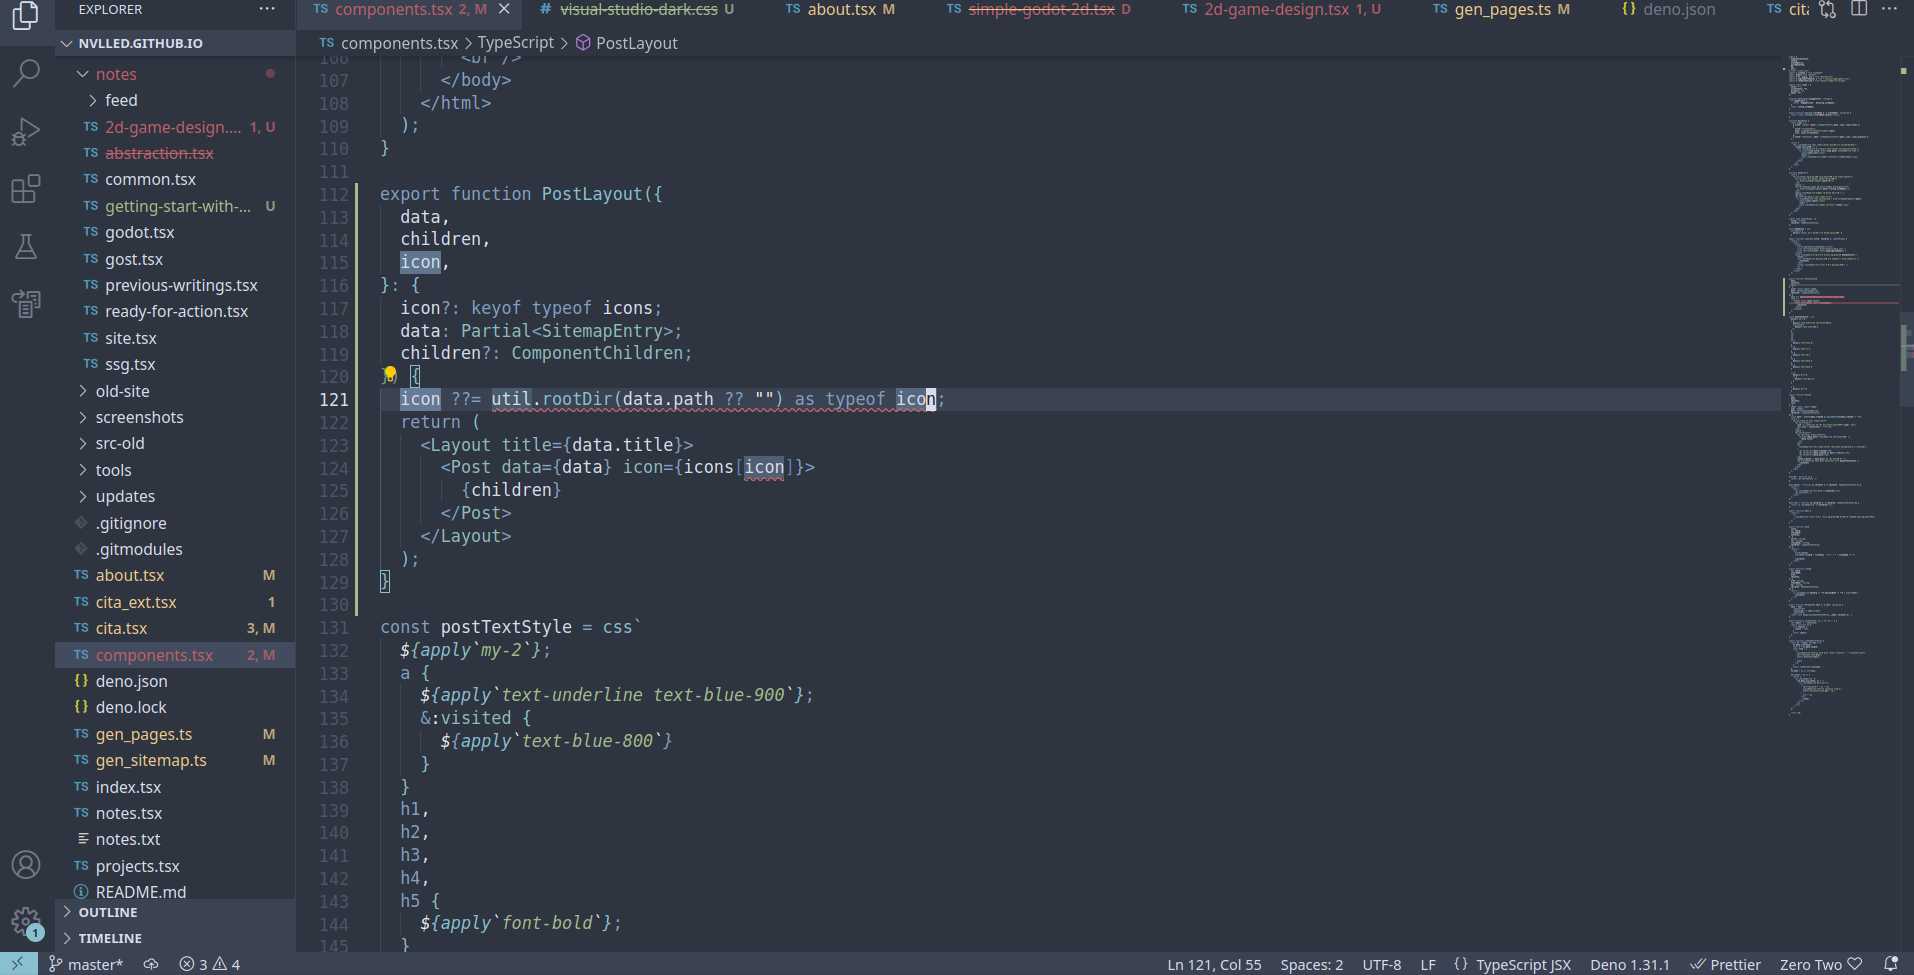 EXPLORER
···
NVLLED.GITHUB.IO
notes
feed
TS 2d-game-design.... 1, U
TS abstraction.tsx
TS common.tsx
TS getting-start-with-... U
TS godot.tsx
TS gost.tsx
TS previous-writings.tsx
TS ready-for-action.tsx
TS site.tsx
TS ssg.tsx
old-site
screenshots
src-old
tools
updates
.gitignore
.gitmodules
TS about.tsx M
TS cita_ext.tsx 1
TS cita.tsx 3, M
TS components.tsx 2, M
{} deno.json
{} deno.lock
TS gen_pages.ts M
TS gen_sitemap.ts M
TS index.tsx
TS notes.tsx
notes.txt
TS projects.tsx
README.md
OUTLINE
TIMELINE
1
TS components.tsx 2, M
# visual-studio-dark.css U
TS about.tsx M
TS simple-godot-2d.tsx D
TS 2d-game-design.tsx 1, U
TS gen_pages.ts M
{} deno.json
TS cita
···
TS components.tsx > TypeScript > PostLayout
106 <br />
107 </body>
108 </html>
109 );
110 }
111
112 export function PostLayout({
113 data,
114 children,
115 icon,
116 }: {
117 icon?: keyof typeof icons;
118 data: Partial<SitemapEntry>;
119 children?: ComponentChildren;
120 }) {
121 icon ??= util.rootDir(data.path ?? "") as typeof icon;
122 return (
123 <Layout title={data.title}>
124 <Post data={data} icon={icons[icon]}>
125 {children}
126 </Post>
127 </Layout>
128 );
129 }
130
131 const postTextStyle = css`
132 ${apply`my-2`};
133 a {
134 ${apply`text-underline text-blue-900`};
135 &:visited {
136 ${apply`text-blue-800`}
137 }
138 }
139 h1,
140 h2,
141 h3,
142 h4,
143 h5 {
144 ${apply`font-bold`};
145 }
master* 3 4
Ln 121, Col 55 Spaces: 2 UTF-8 LF {} TypeScript JSX Deno 1.31.1 Prettier Zero Two